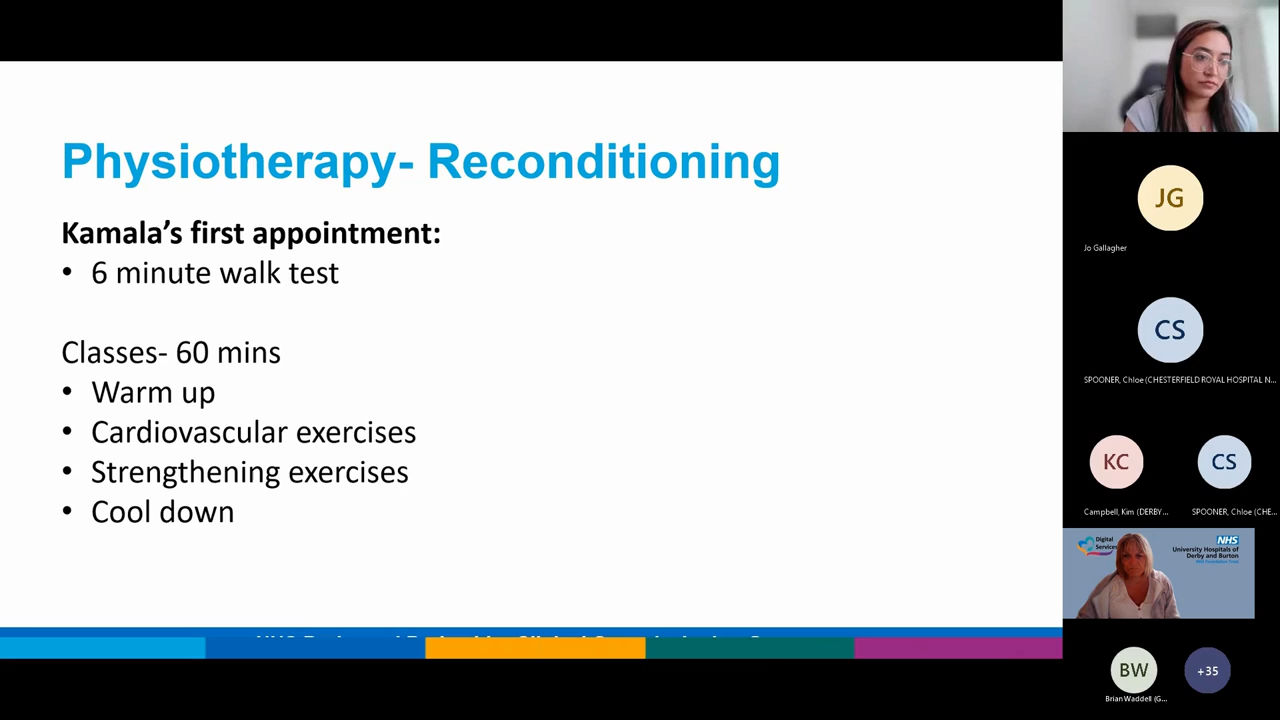 Physiotherapy- Reconditioning
Kamala’s first appointment:
• 6 minute walk test
Classes- 60 mins
• Warm up
• Cardiovascular exercises
• Strengthening exercises
• Cool down
JG
Jo Gallagher
CS
SPOONER, Chloe (CHESTERFIELD ROYAL HOSPITAL N...
KC
CS
Campbell, Kim (DERBY...
SPOONER, Chloe (CHE...
Digital
Services
NHS
University Hospitals of
Derby and Burton
NHS Foundation Trust
BW
+35
Brian Waddell (G...